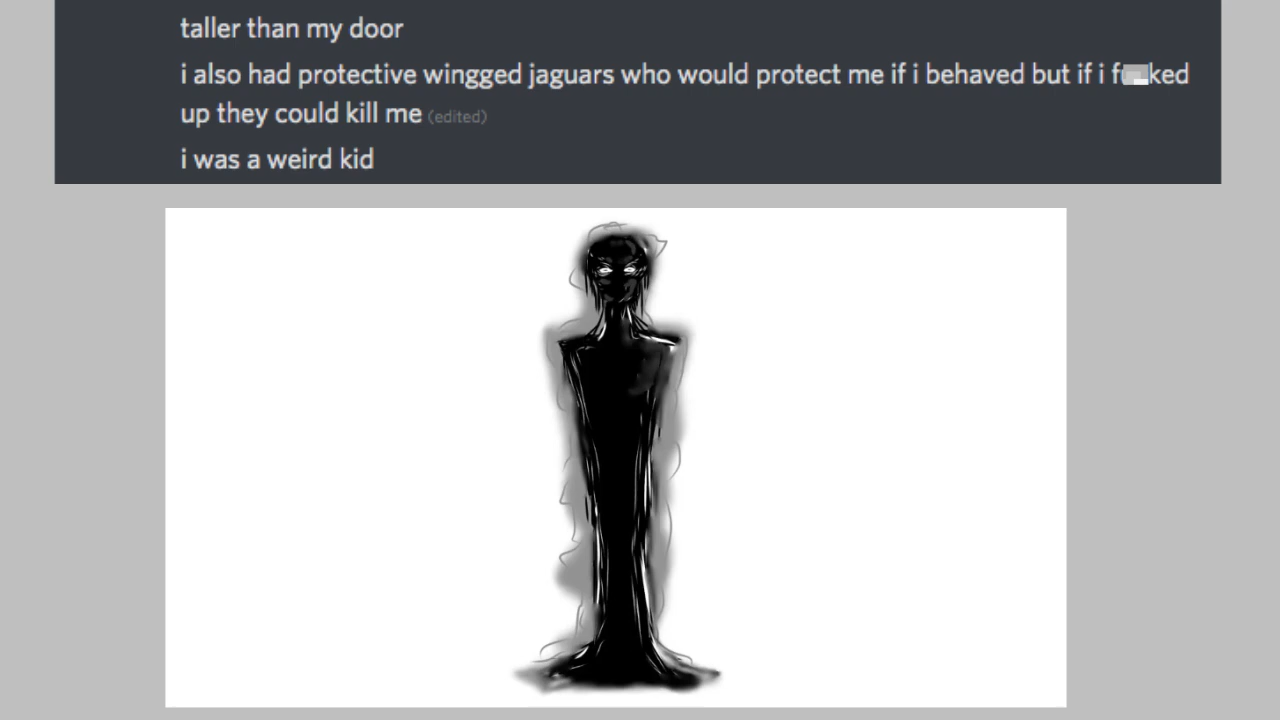 taller than my door
i also had protective wingged jaguars who would protect me if i behaved but if i f ked
up they could kill me (edited)
i was a weird kid